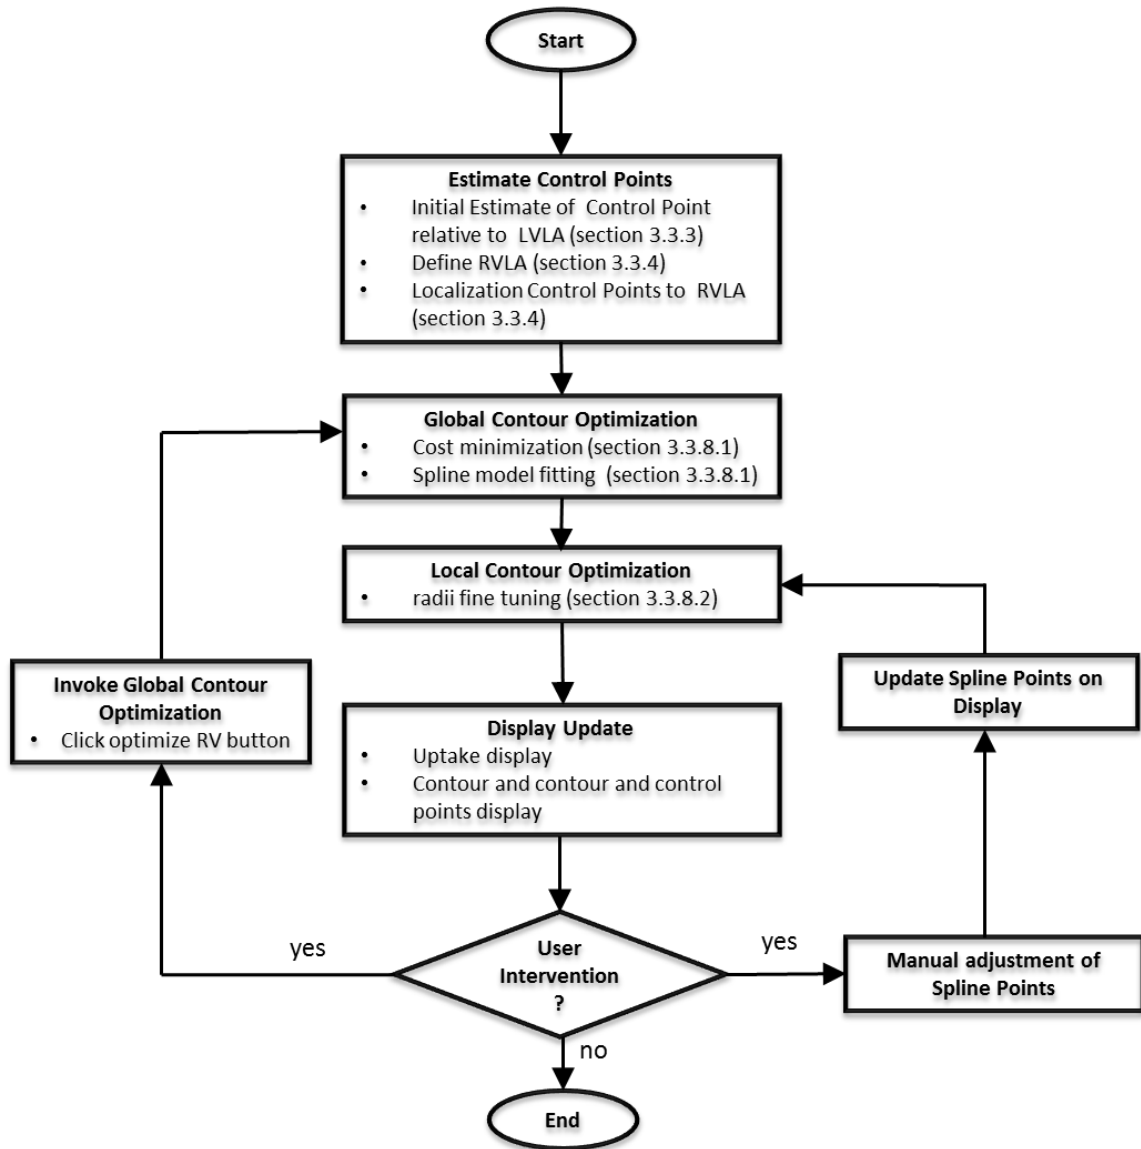 Start
Estimate Control Points
• Initial Estimate of Control Point
relative to LVLA (section 3.3.3)
• Define RVLA (section 3.3.4)
• Localization Control Points to RVLA
(section 3.3.4)
Global Contour Optimization
• Cost minimization (section 3.3.8.1)
• Spline model fitting (section 3.3.8.1)
Local Contour Optimization
• radii fine tuning (section 3.3.8.2)
Invoke Global Contour
Optimization
• Click optimize RV button
Update Spline Points on
Display
Display Update
• Uptake display
• Contour and contour and control
points display
yes
User
Intervention
?
yes
Manual adjustment of
Spline Points
no
End